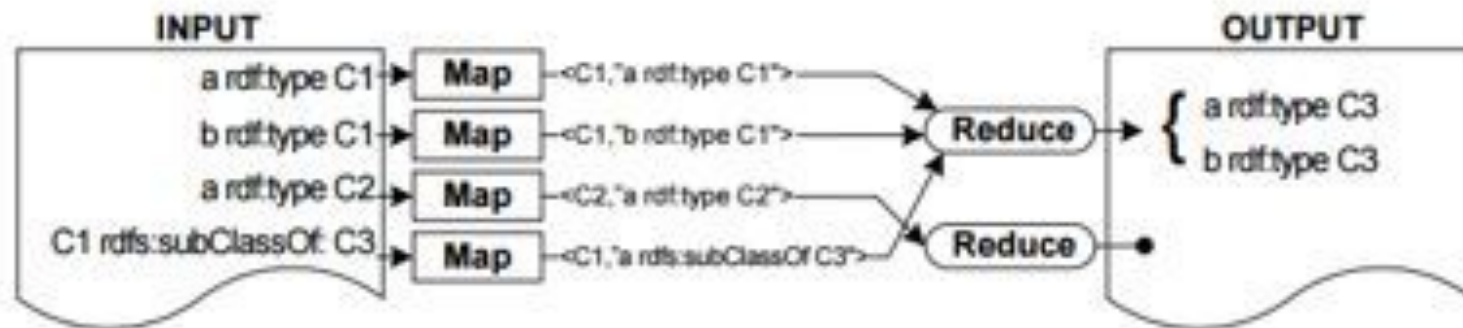 INPUT
OUTPUT
a rdf:type C1
Map
<C1,"a rdf:type C1">
b rdf:type C1
Map
<C1,"b rdf:type C1">
Reduce
{ a rdf:type C3
b rdf:type C3
a rdf:type C2
Map
<C2,"a rdf:type C2">
C1 rdfs:subClassOf: C3
Map
<C1,"a rdfs:subClassOf C3">
Reduce